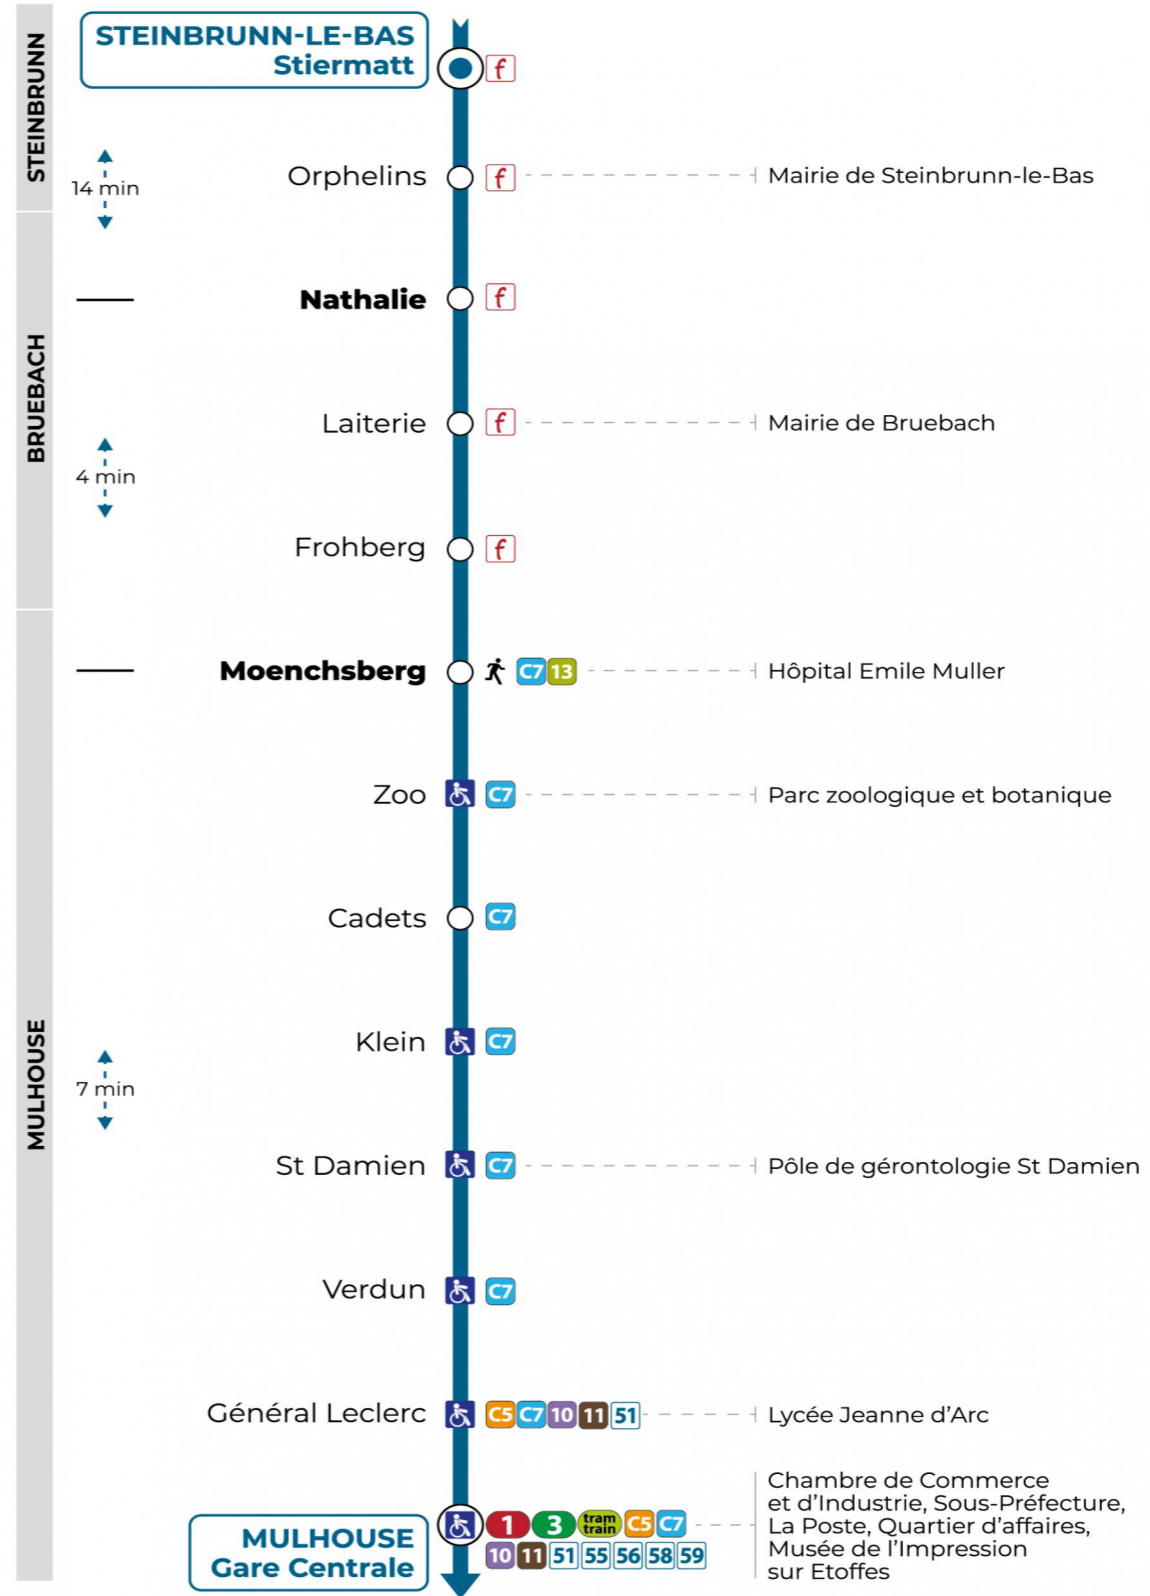 STEINBRUNN
STEINBRUNN-LE-BAS
Stiermatt
f
14 min
Orphelins
f
Mairie de Steinbrunn-le-Bas
BRUEBACH
Nathalie
f
Laiterie
f
Mairie de Bruebach
4 min
Frohberg
f
MULHOUSE
Moenchsberg
C7 13
Hôpital Emile Muller
Zoo
C7
Parc zoologique et botanique
Cadets
C7
Klein
C7
7 min
St Damien
C7
Pôle de gérontologie St Damien
Verdun
C7
Général Leclerc
C5 C7 10 11 51
Lycée Jeanne d'Arc
MULHOUSE
Gare Centrale
1 3 tram train C5 C7
10 11 51 55 56 58 59
Chambre de Commerce
et d'Industrie, Sous-Préfecture,
La Poste, Quartier d'affaires,
Musée de l'Impression
sur Etoffes